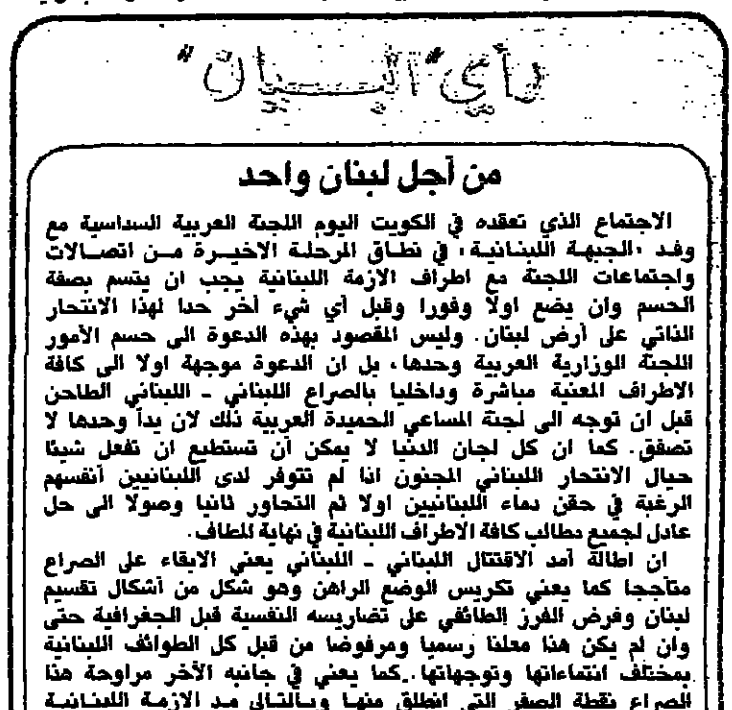 رأي "البيان"
من أجل لبنان واحد
الاجتماع الذي تعقده في الكويت اليوم اللجنة العربية السداسية مع
وفد «الجبهة اللبنانية» في نطاق المرحلة الاخيرة من اتصالات
واجتماعات اللجنة مع اطراف الازمة اللبنانية يجب ان يتسم بصفة
الحسم وان يضع اولا وفورا وقبل أي شيء آخر حدا لهذا الانتحار
الذاتي على أرض لبنان. وليس المقصود بهذه الدعوة الى حسم الأمور
اللجنة الوزارية العربية وحدها، بل ان الدعوة موجهة اولا الى كافة
الاطراف المعنية مباشرة وداخليا بالصراع اللبناني - اللبناني الطاحن
قبل ان توجه الى لجنة المساعي الحميدة العربية ذلك لان يداً وحدها لا
تصفق. كما ان كل لجان الدنيا لا يمكن أن تستطيع ان تفعل شيئا
حيال الانتحار اللبناني المجنون اذا لم تتوفر لدى اللبنانيين أنفسهم
الرغبة في حقن دماء اللبنانيين اولا ثم التحاور ثانيا وصولا الى حل
عادل لجميع مطالب كافة الاطراف اللبنانية في نهاية المطاف.
ان اطالة أمد الاقتتال اللبناني - اللبناني يعني الابقاء على الصراع
متأججا كما يعني تكريس الوضع الراهن وهو شكل من أشكال تقسيم
لبنان وفرض الفرز الطائفي على تضاريسه النفسية قبل الجغرافية حتى
وان لم يكن هذا معلنا رسميا ومرفوضا من قبل كل الطوائف اللبنانية
بمختلف انتماءاتها وتوجهاتها. كما يعني في جانبه الآخر مراوحة هذا
الصراع نقطة الصفر التي انطلق منها وبالتالي مد الازمة اللبنانية